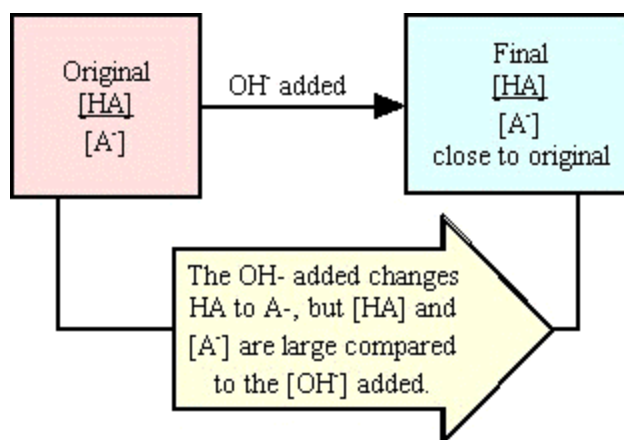 Original
[HA]
[A⁻]
OH⁻ added
Final
[HA]
[A⁻]
close to original
The OH- added changes
HA to A-, but [HA] and
[A⁻] are large compared
to the [OH⁻] added.